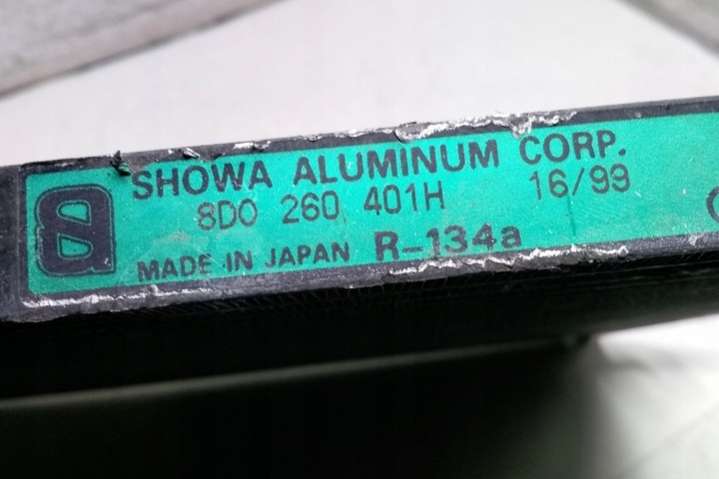 SHOWA ALUMINUM CORP.
8D0 260 401H 16/99
MADE IN JAPAN R-134a